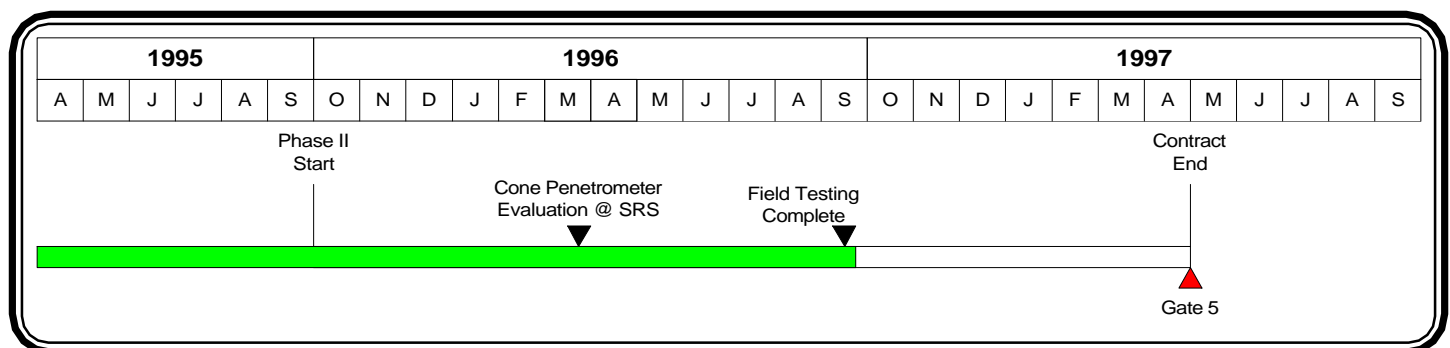 1995 1996 1997
A M J J A S O N D J F M A M J J A S O N D J F M A M J J A S
Phase II
Start
Cone Penetrometer
Evaluation @ SRS
Field Testing
Complete
Contract
End
Gate 5